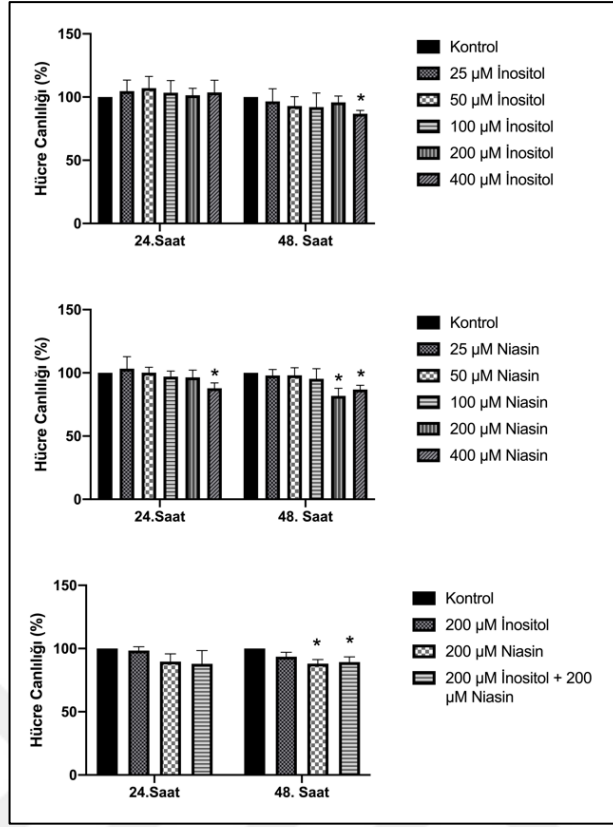 150
100
50
0
Hücre Canlılığı (%)
*
24.Saat
48. Saat
Kontrol
25 µM İnositol
50 µM İnositol
100 µM İnositol
200 µM İnositol
400 µM İnositol
150
100
50
0
Hücre Canlılığı (%)
*
*
*
24.Saat
48. Saat
Kontrol
25 µM Niasin
50 µM Niasin
100 µM Niasin
200 µM Niasin
400 µM Niasin
150
100
50
0
Hücre Canlılığı (%)
*
*
24.Saat
48. Saat
Kontrol
200 µM İnositol
200 µM Niasin
200 µM İnositol + 200
µM Niasin